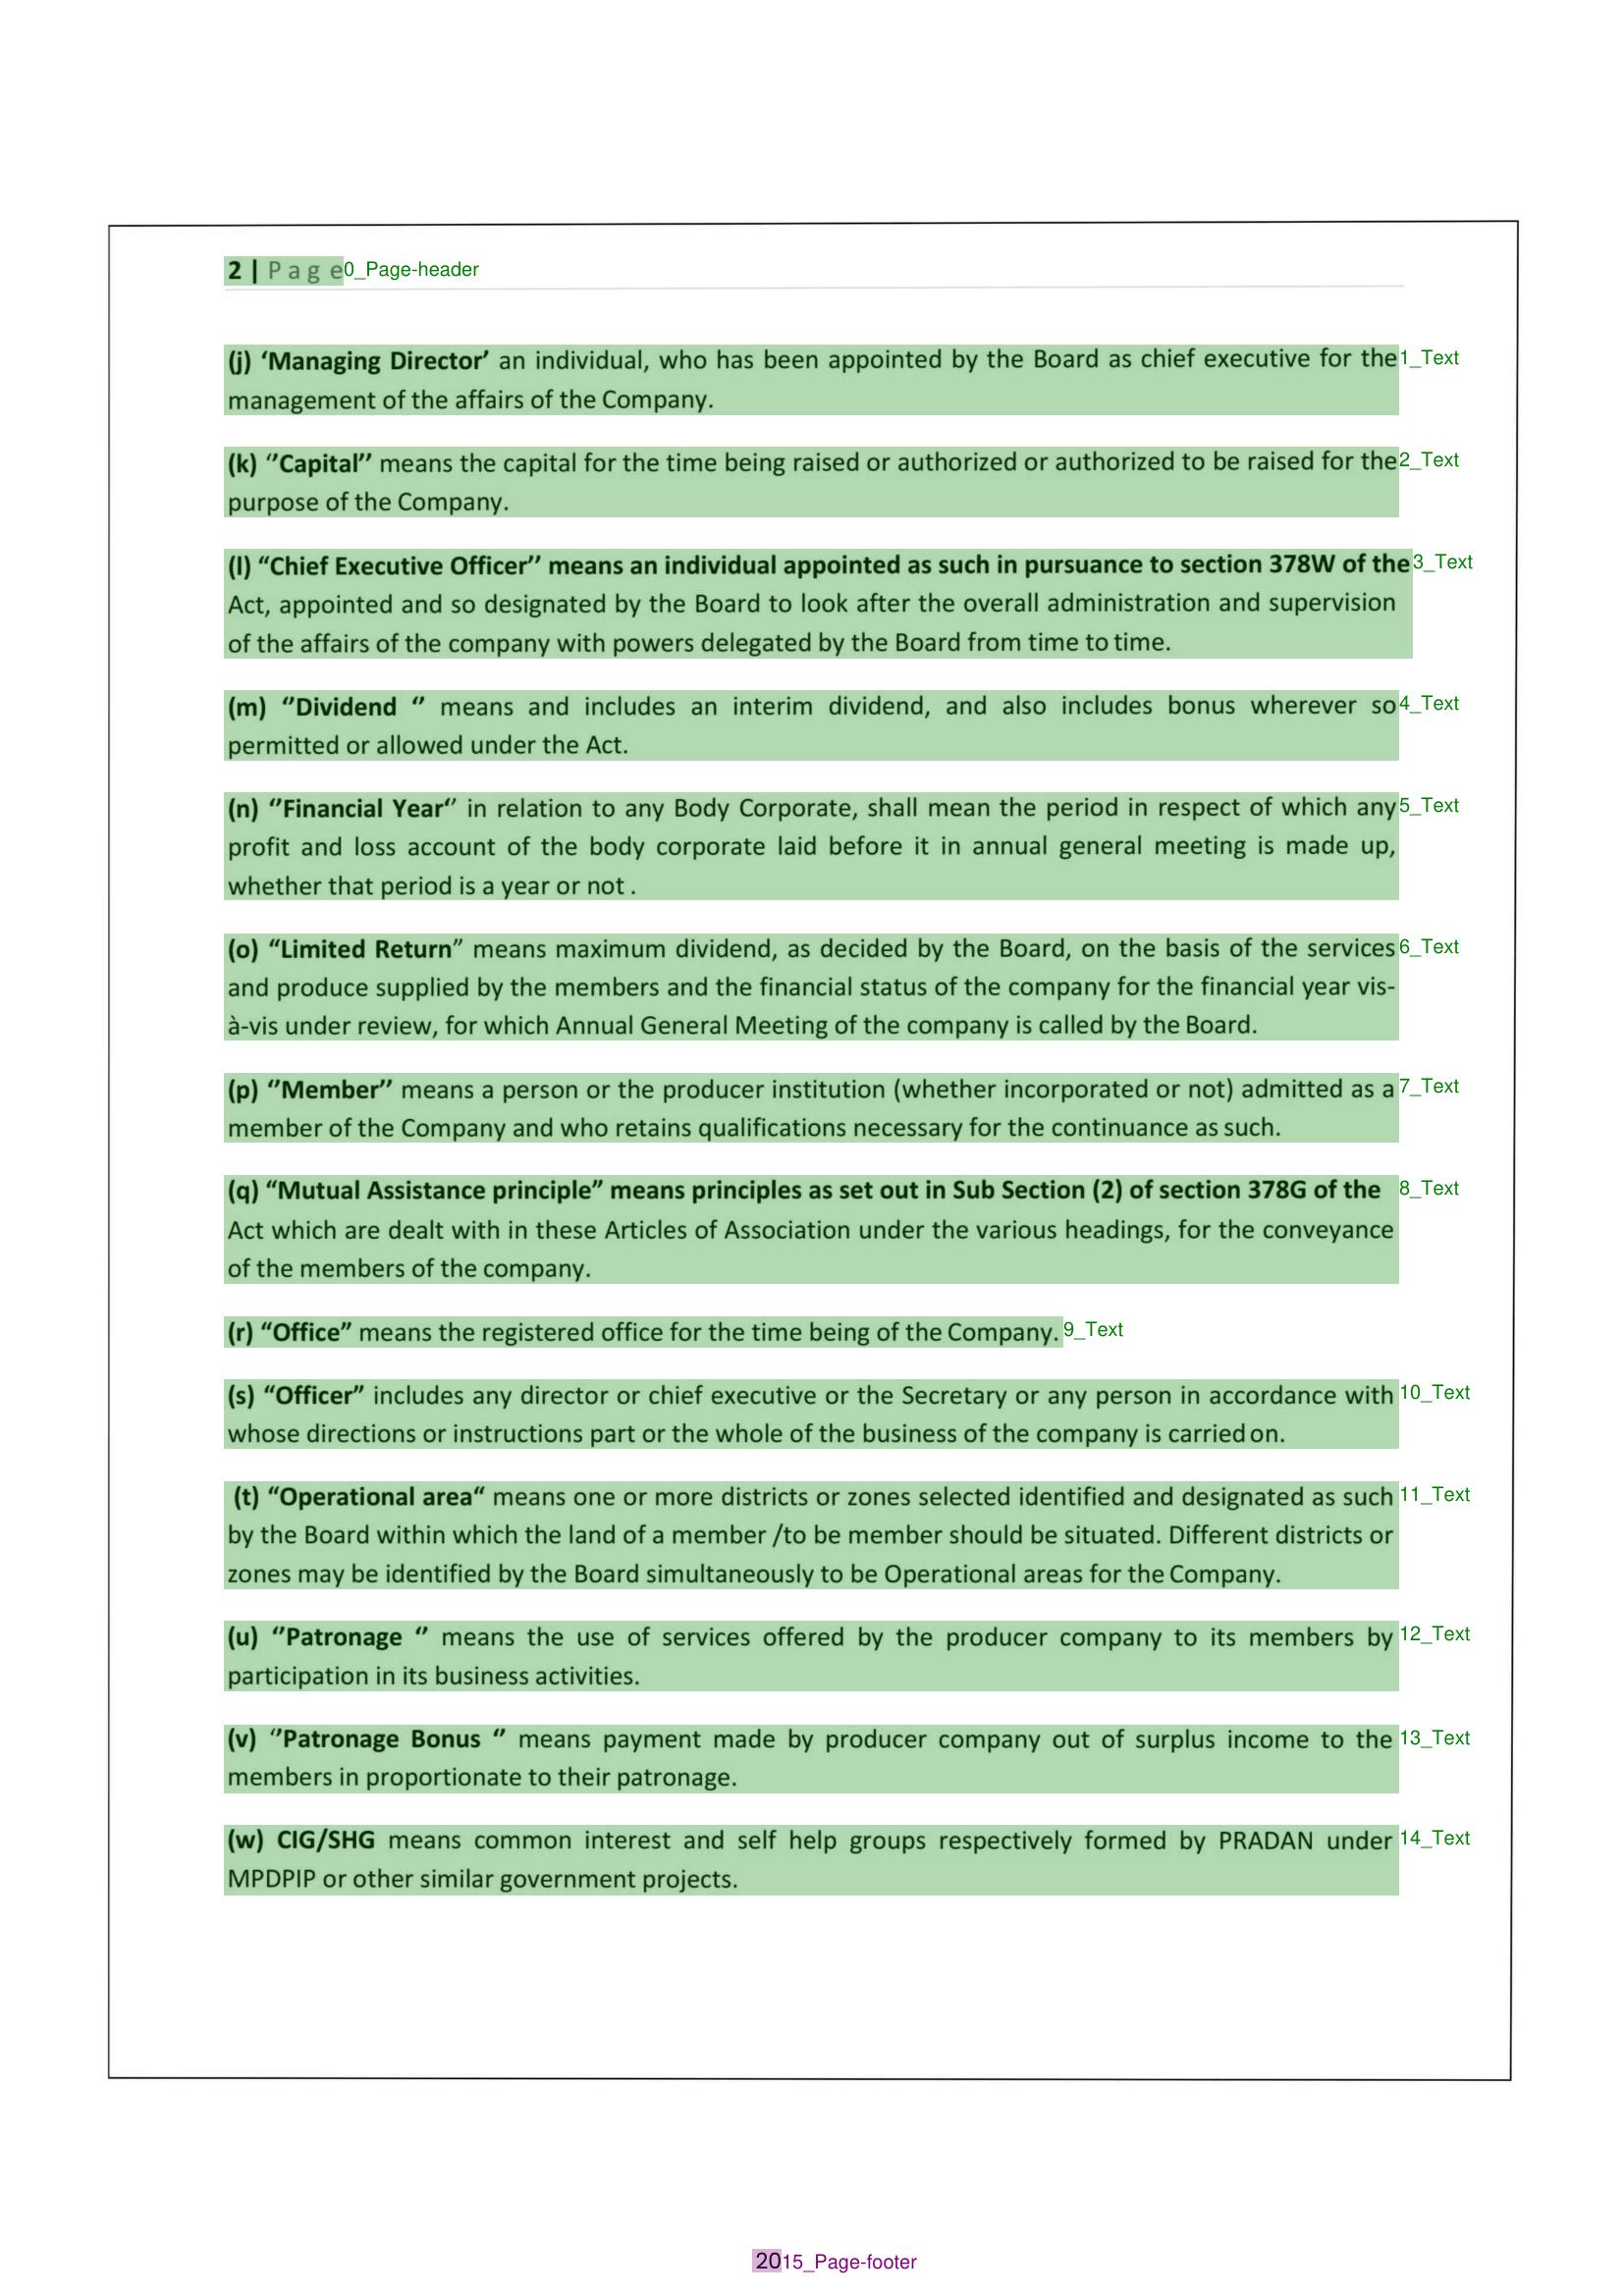 2 | P a g e0_Page-header
(j) ‘Managing Director’ an individual, who has been appointed by the Board as chief executive for the 1_Text
management of the affairs of the Company.
(k) ‘’Capital’’ means the capital for the time being raised or authorized or authorized to be raised for the 2_Text
purpose of the Company.
(l) “Chief Executive Officer’’ means an individual appointed as such in pursuance to section 378W of the 3_Text
Act, appointed and so designated by the Board to look after the overall administration and supervision
of the affairs of the company with powers delegated by the Board from time to time.
(m) ‘’Dividend ‘’ means and includes an interim dividend, and also includes bonus wherever so 4_Text
permitted or allowed under the Act.
(n) ‘’Financial Year‘’ in relation to any Body Corporate, shall mean the period in respect of which any 5_Text
profit and loss account of the body corporate laid before it in annual general meeting is made up,
whether that period is a year or not .
(o) “Limited Return” means maximum dividend, as decided by the Board, on the basis of the services 6_Text
and produce supplied by the members and the financial status of the company for the financial year vis-
à-vis under review, for which Annual General Meeting of the company is called by the Board.
(p) ‘’Member’’ means a person or the producer institution (whether incorporated or not) admitted as a 7_Text
member of the Company and who retains qualifications necessary for the continuance as such.
(q) “Mutual Assistance principle” means principles as set out in Sub Section (2) of section 378G of the 8_Text
Act which are dealt with in these Articles of Association under the various headings, for the conveyance
of the members of the company.
(r) “Office” means the registered office for the time being of the Company. 9_Text
(s) “Officer” includes any director or chief executive or the Secretary or any person in accordance with 10_Text
whose directions or instructions part or the whole of the business of the company is carried on.
(t) “Operational area“ means one or more districts or zones selected identified and designated as such 11_Text
by the Board within which the land of a member /to be member should be situated. Different districts or
zones may be identified by the Board simultaneously to be Operational areas for the Company.
(u) ‘’Patronage ‘’ means the use of services offered by the producer company to its members by 12_Text
participation in its business activities.
(v) ‘’Patronage Bonus ‘’ means payment made by producer company out of surplus income to the 13_Text
members in proportionate to their patronage.
(w) CIG/SHG means common interest and self help groups respectively formed by PRADAN under 14_Text
MPDPIP or other similar government projects.
20 15_Page-footer